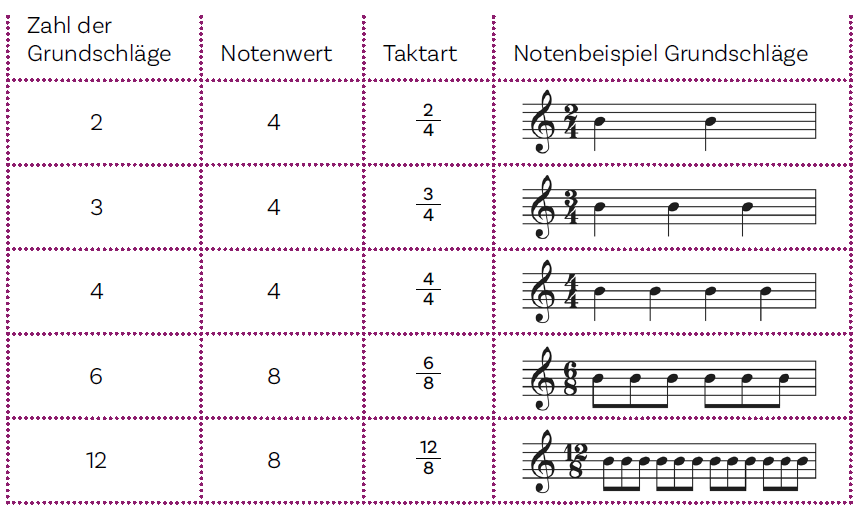 Zahl der
Grundschläge Notenwert Taktart Notenbeispiel Grundschläge
2 4 2/4 2/4
3 4 3/4 3/4
4 4 4/4 4/4
6 8 6/8 6/8
12 8 12/8 12/8